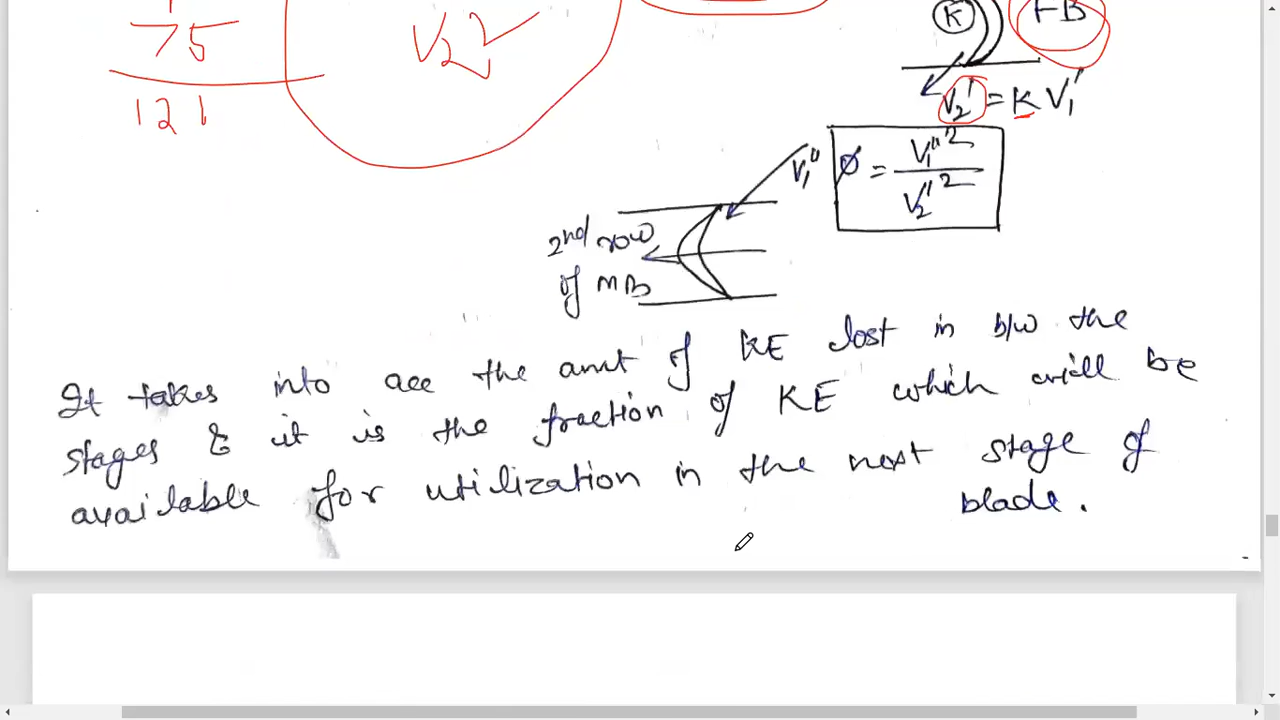 75
121
V2²
K
FB
V2' = K V1'
V1"
Ø = V1"² / V2"²
2nd row
of MB
It takes into acc the amt of KE lost in b/w the
stages & it is the fraction of KE which will be
available for utilization in the next stage of
blade.